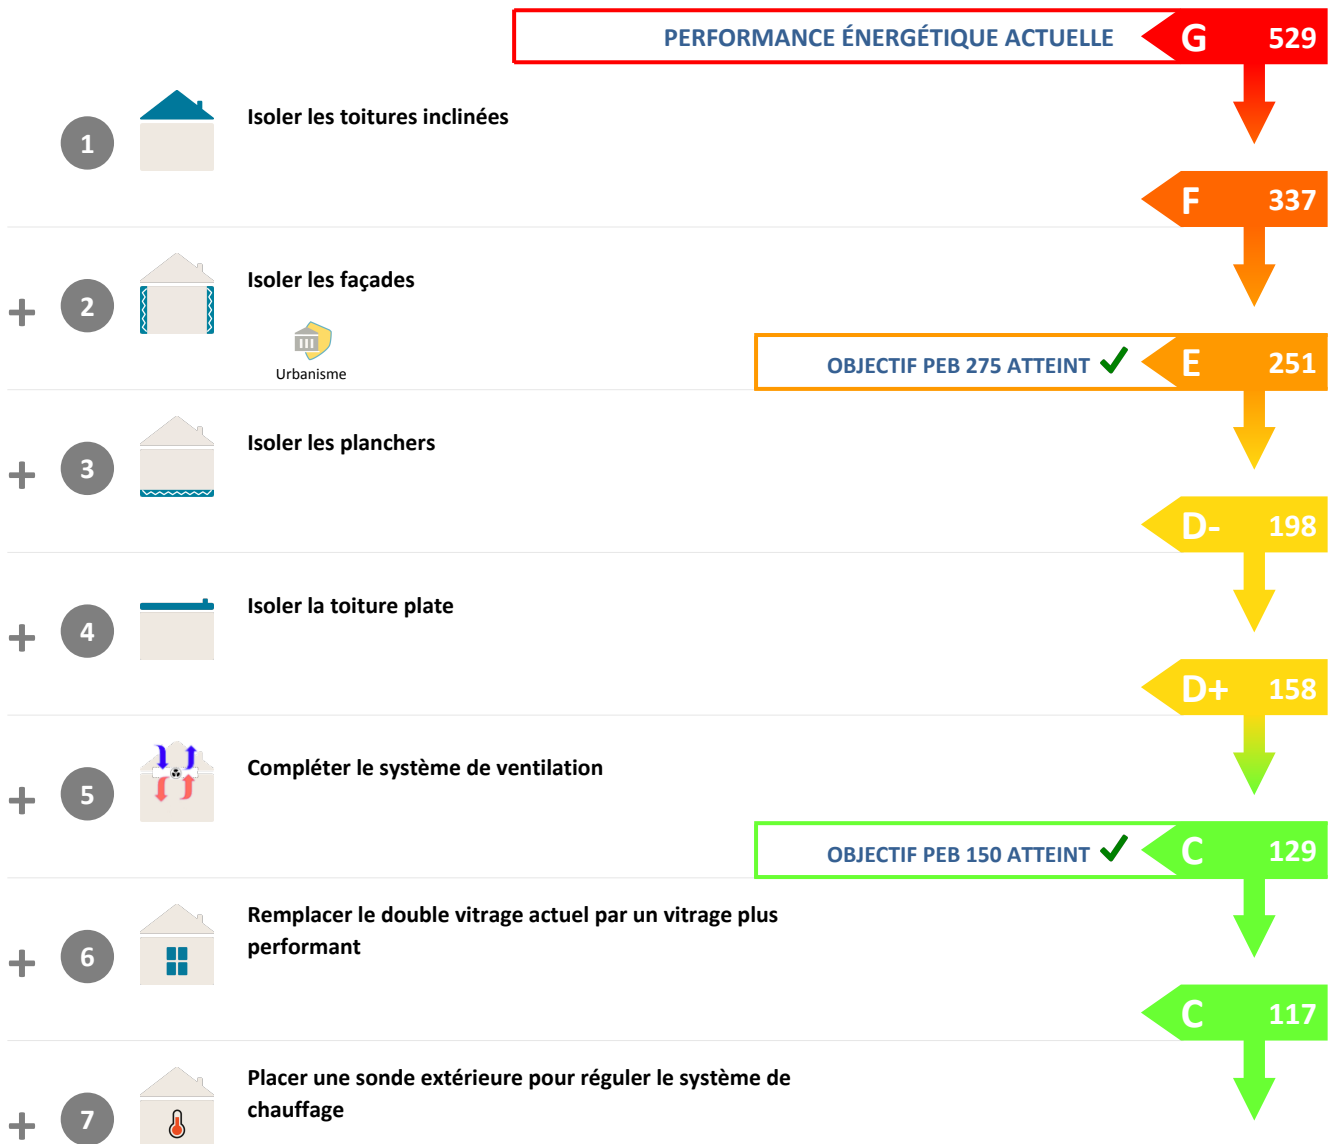 PERFORMANCE ÉNERGÉTIQUE ACTUELLE G 529
1 Isoler les toitures inclinées
F 337
+ 2 Isoler les façades
Urbanisme
OBJECTIF PEB 275 ATTEINT ✔ E 251
+ 3 Isoler les planchers
D- 198
+ 4 Isoler la toiture plate
D+ 158
+ 5 Compléter le système de ventilation
OBJECTIF PEB 150 ATTEINT ✔ C 129
+ 6 Remplacer le double vitrage actuel par un vitrage plus
performant
C 117
+ 7 Placer une sonde extérieure pour réguler le système de
chauffage